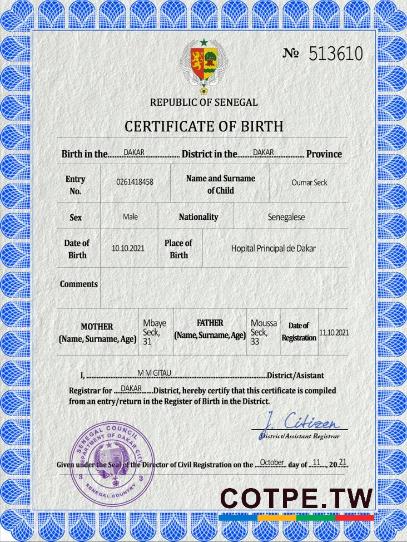 № 513610
REPUBLIC OF SENEGAL
CERTIFICATE OF BIRTH
Birth in the DAKAR District in the DAKAR Province
Entry No. 0261418458 Name and Surname of Child Oumar Seck
Sex Male Nationality Senegalese
Date of Birth 10.10.2021 Place of Birth Hopital Principal de Dakar
Comments
MOTHER (Name, Surname, Age) Mbaye Seck, 31 FATHER (Name, Surname, Age) Moussa Seck, 33 Date of Registration 11.10.2021
I, M M GITAU District/Asistant
Registrar for DAKAR District, hereby certify that this certificate is compiled
from an entry/return in the Register of Birth in the District.
J. Citizen
District/Assistant Registrar
SENEGAL COUNCIL
DEPARTMENT OF DAKAR CITY
SENEGAL COUNTRY
Given under the Seal of the Director of Civil Registration on the October day of 11, 2021
COTPE.TW